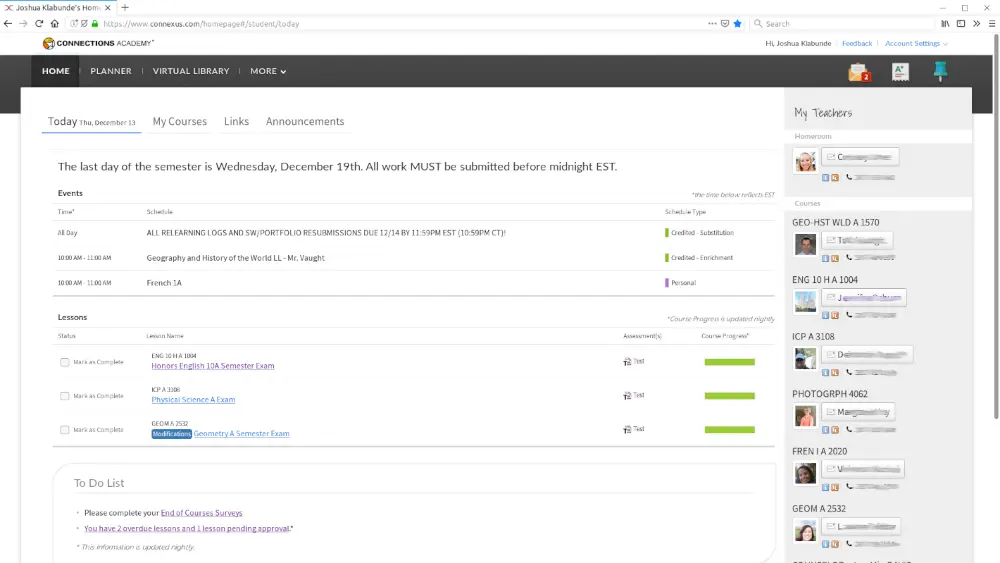 Joshua Klabunde's Hom
https://www.connexus.com/homepage#/student/today
Search
CONNECTIONS ACADEMY
Hi, Joshua Klabunde
Feedback
Account Settings
HOME
PLANNER
VIRTUAL LIBRARY
MORE
2
A+
Today Thu, December 13
My Courses
Links
Announcements
The last day of the semester is Wednesday, December 19th. All work MUST be submitted before midnight EST.
Events
*the time below reflects EST
Time* Schedule Schedule Type
All Day ALL RELEARNING LOGS AND SW/PORTFOLIO RESUBMISSIONS DUE 12/14 BY 11:59PM EST (10:59PM CT)! Credited - Substitution
10:00 AM - 11:00 AM Geography and History of the World LL - Mr. Vaught Credited - Enrichment
10:00 AM - 11:00 AM French 1A Personal
Lessons
*Course Progress is updated nightly
Status Lesson Name Assessment(s) Course Progress*
ENG 10 H A 1004
Mark as Complete Honors English 10A Semester Exam Test
ICP A 3108
Mark as Complete Physical Science A Exam Test
GEOM A 2532
Mark as Complete Modifications Geometry A Semester Exam Test
To Do List
Please complete your End of Courses Surveys
You have 2 overdue lessons and 1 lesson pending approval.*
* This information is updated nightly.
My Teachers
Homeroom
Courses
GEO-HST WLD A 1570
ENG 10 H A 1004
ICP A 3108
PHOTOGRPH 4062
FREN I A 2020
GEOM A 2532